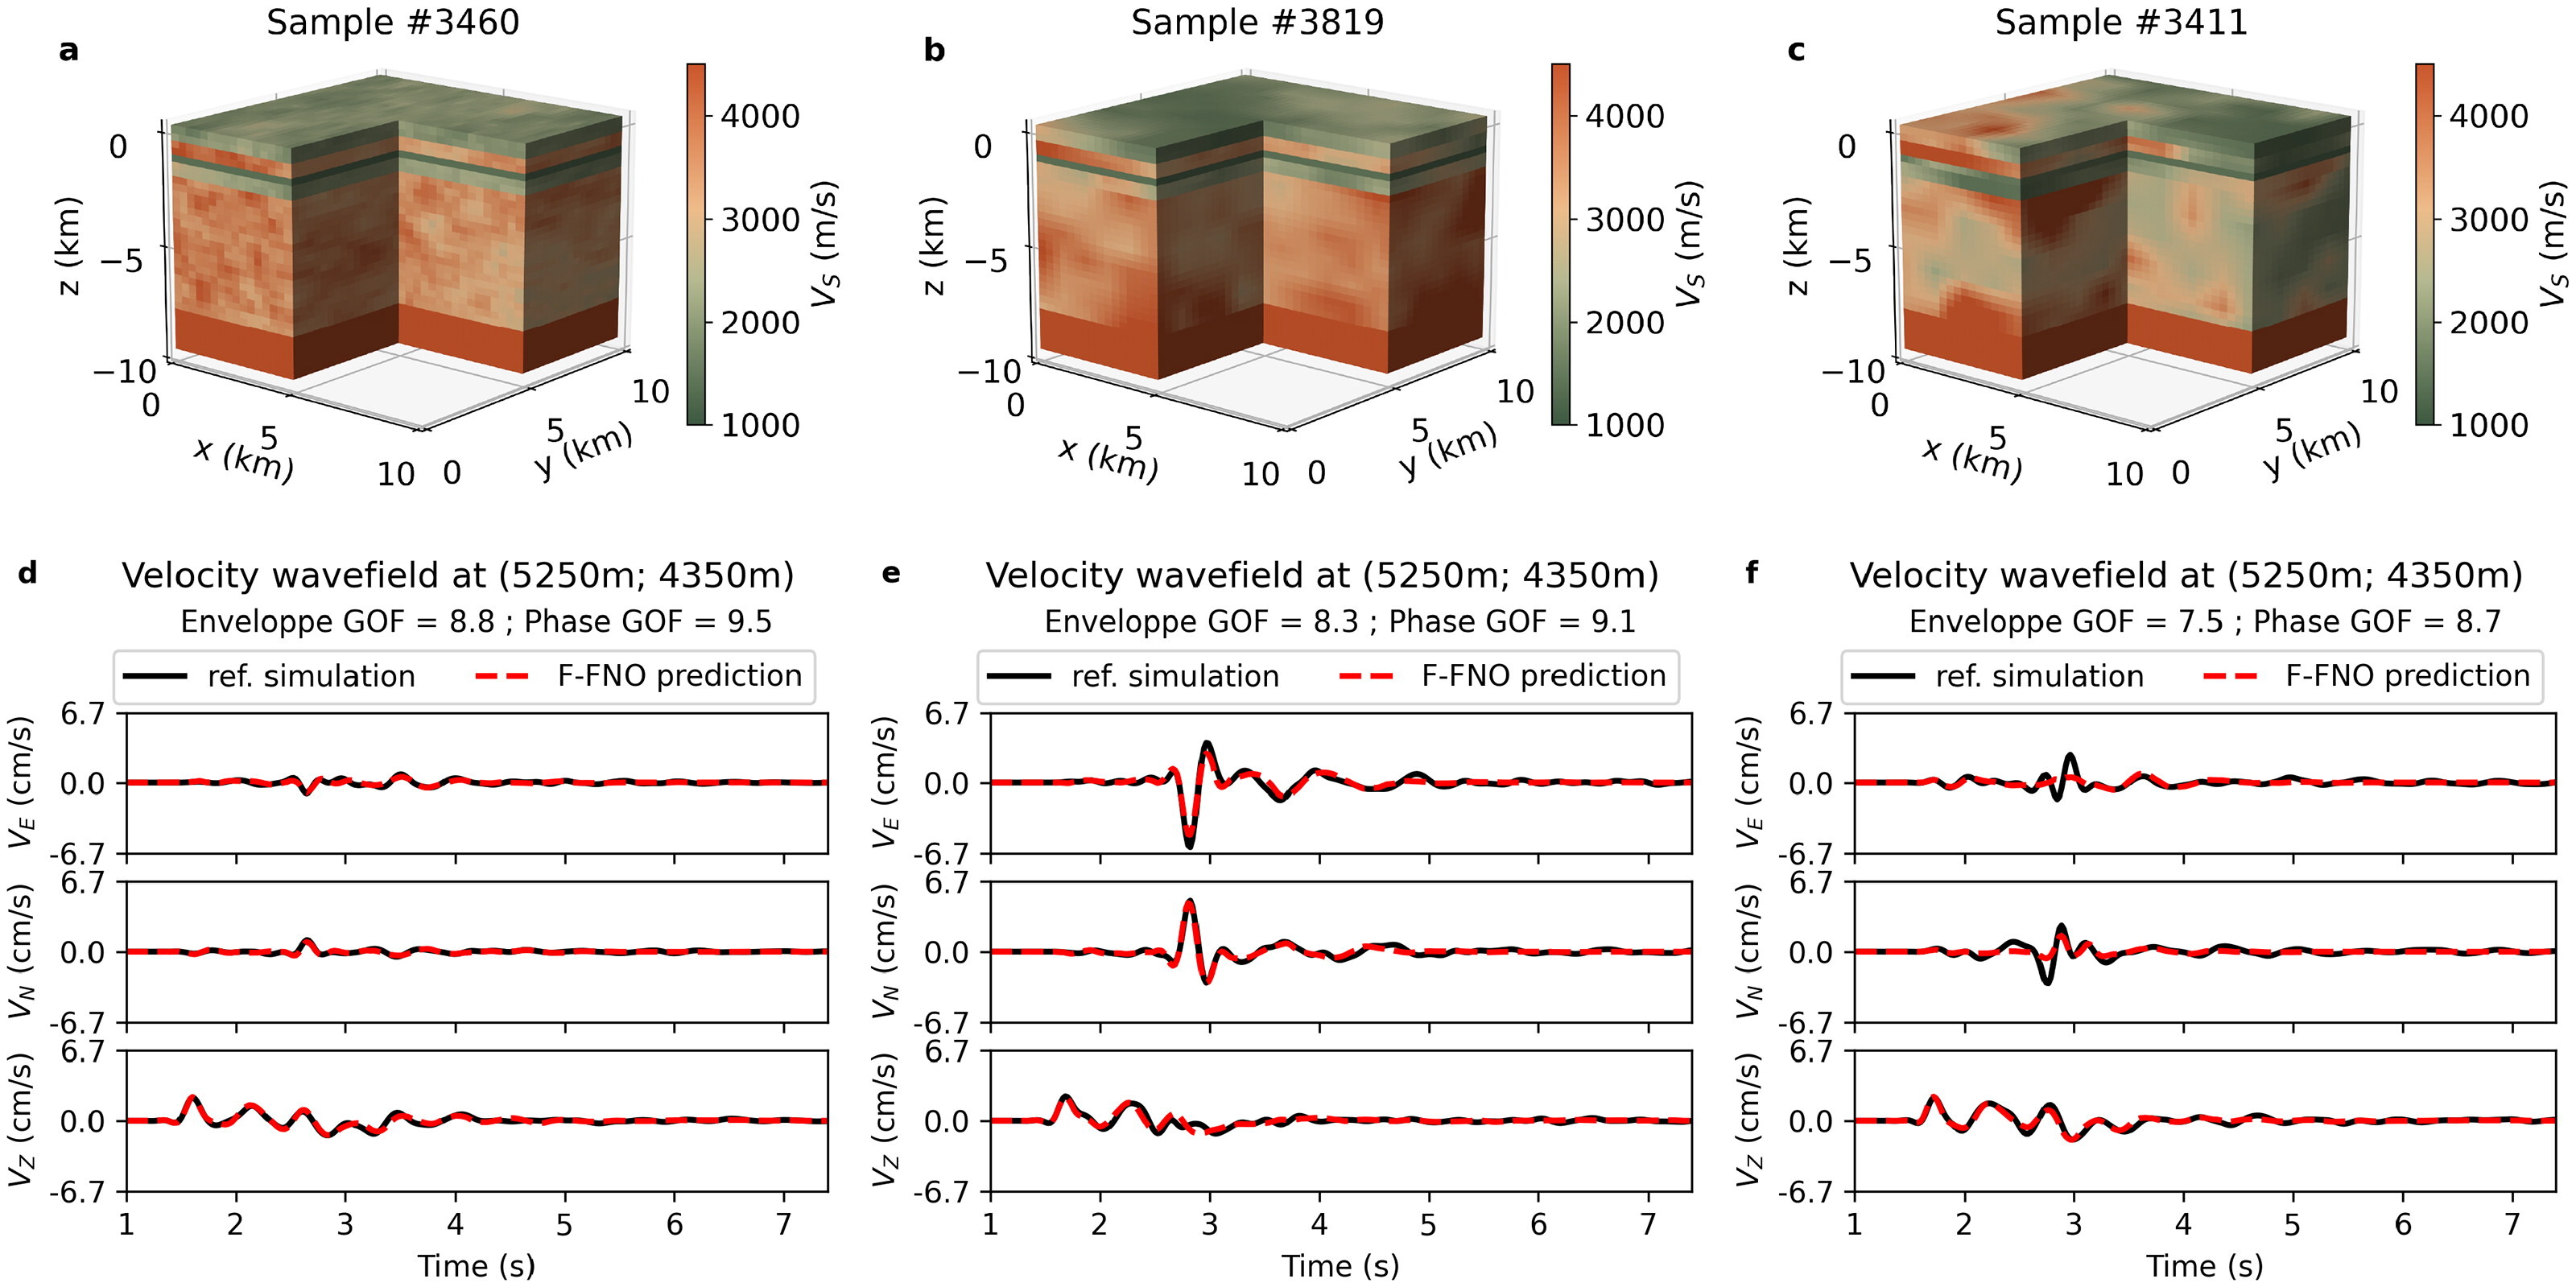 Sample #3460
a
0
−5
−10
z (km)
0
5
10
x (km)
0
5
10
y (km)
4000
3000
2000
1000
V_S (m/s)
Sample #3819
b
0
−5
−10
z (km)
0
5
10
x (km)
0
5
10
y (km)
4000
3000
2000
1000
V_S (m/s)
Sample #3411
c
0
−5
−10
z (km)
0
5
10
x (km)
0
5
10
y (km)
4000
3000
2000
1000
V_S (m/s)
d
Velocity wavefield at (5250m; 4350m)
Enveloppe GOF = 8.8 ; Phase GOF = 9.5
ref. simulation F-FNO prediction
6.7
0.0
-6.7
V_E (cm/s)
6.7
0.0
-6.7
V_N (cm/s)
6.7
0.0
-6.7
V_Z (cm/s)
1 2 3 4 5 6 7
Time (s)
e
Velocity wavefield at (5250m; 4350m)
Enveloppe GOF = 8.3 ; Phase GOF = 9.1
ref. simulation F-FNO prediction
6.7
0.0
-6.7
V_E (cm/s)
6.7
0.0
-6.7
V_N (cm/s)
6.7
0.0
-6.7
V_Z (cm/s)
1 2 3 4 5 6 7
Time (s)
f
Velocity wavefield at (5250m; 4350m)
Enveloppe GOF = 7.5 ; Phase GOF = 8.7
ref. simulation F-FNO prediction
6.7
0.0
-6.7
V_E (cm/s)
6.7
0.0
-6.7
V_N (cm/s)
6.7
0.0
-6.7
V_Z (cm/s)
1 2 3 4 5 6 7
Time (s)